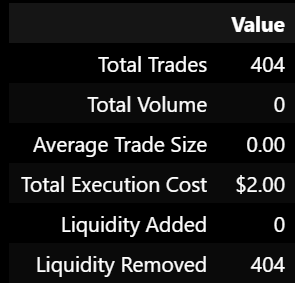 Value
Total Trades 404
Total Volume 0
Average Trade Size 0.00
Total Execution Cost $2.00
Liquidity Added 0
Liquidity Removed 404